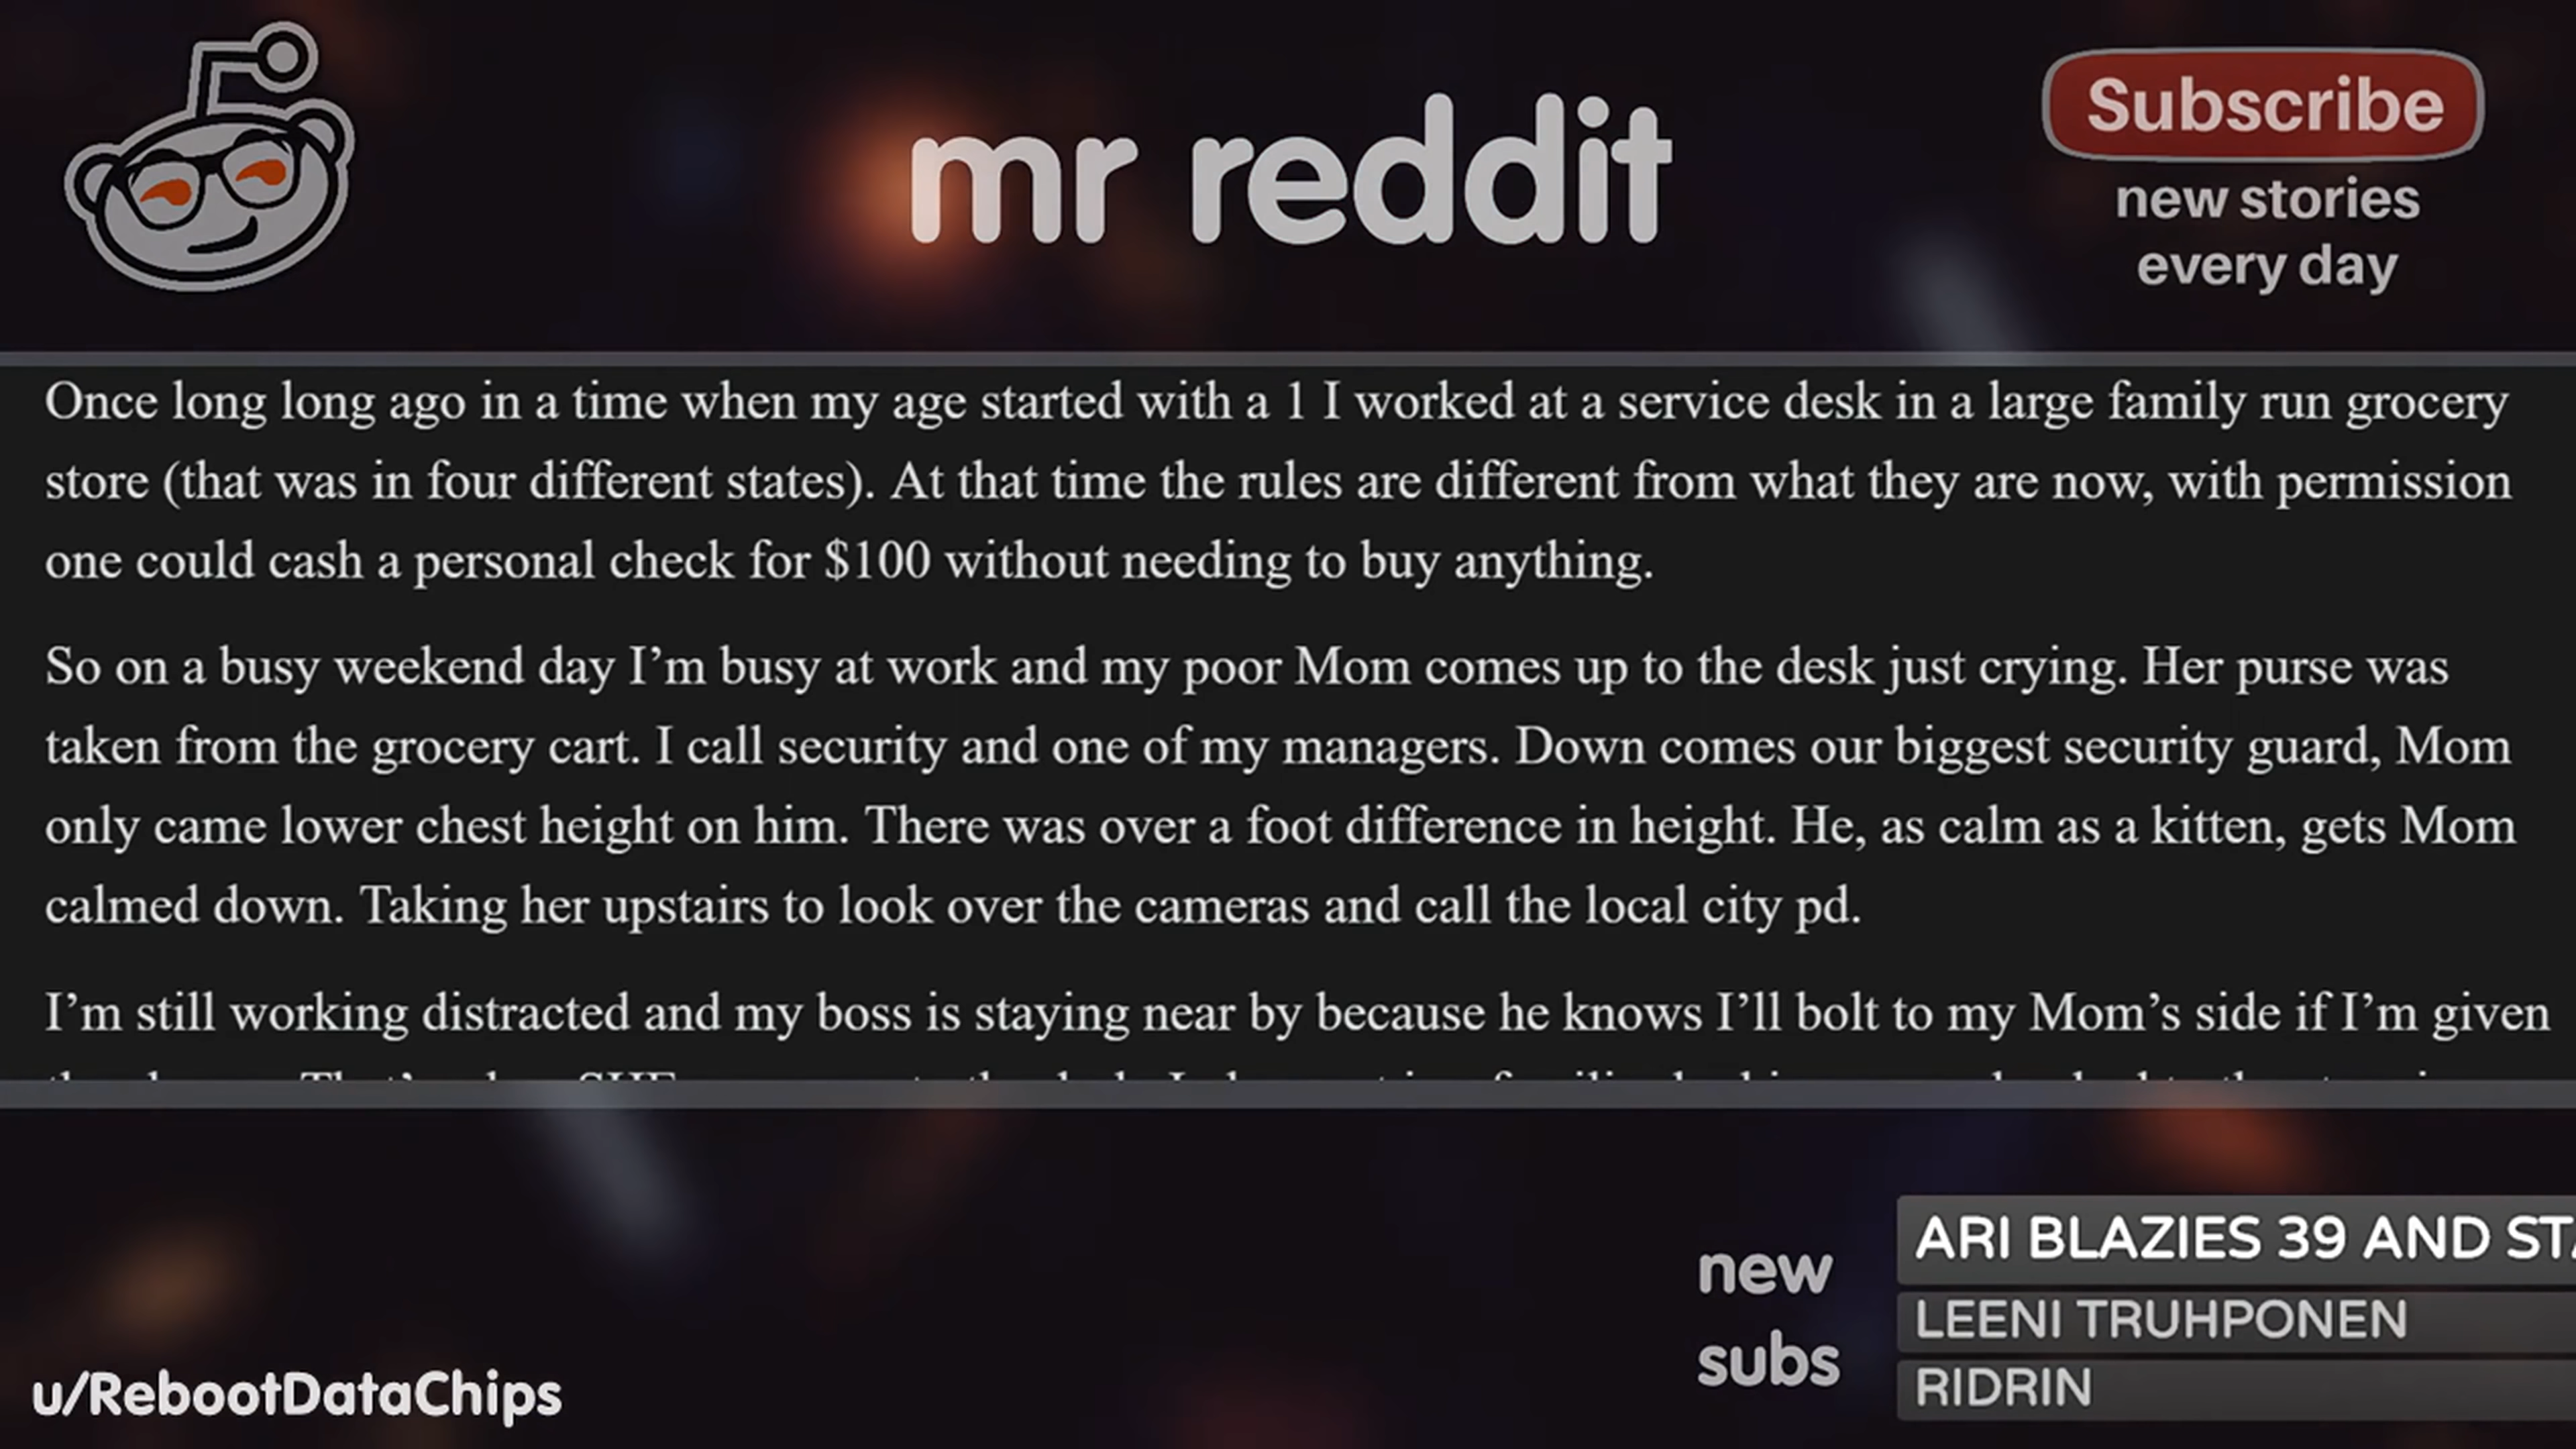 mr reddit
Subscribe
new stories
every day
Once long long ago in a time when my age started with a 1 I worked at a service desk in a large family run grocery
store (that was in four different states). At that time the rules are different from what they are now, with permission
one could cash a personal check for $100 without needing to buy anything.
So on a busy weekend day I’m busy at work and my poor Mom comes up to the desk just crying. Her purse was
taken from the grocery cart. I call security and one of my managers. Down comes our biggest security guard, Mom
only came lower chest height on him. There was over a foot difference in height. He, as calm as a kitten, gets Mom
calmed down. Taking her upstairs to look over the cameras and call the local city pd.
I’m still working distracted and my boss is staying near by because he knows I’ll bolt to my Mom’s side if I’m given
new
subs
ARI BLAZIES 39 AND
LEENI TRUHPONEN
RIDRIN
u/RebootDataChips